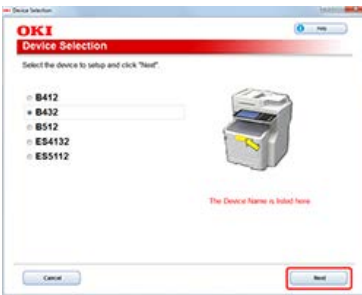 Device Selection
OKI
Device Selection
Select the device to setup and click "Next".
B412
B432
B512
ES4132
ES5112
The Device Name is listed here
Cancel
Next